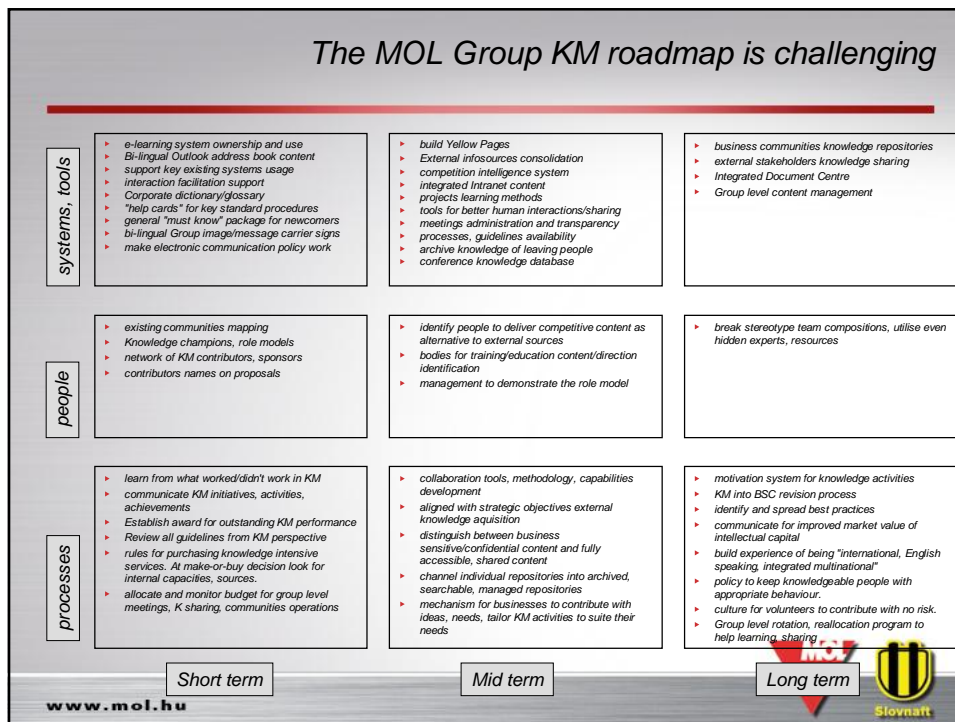 The MOL Group KM roadmap is challenging
systems, tools
e-learning system ownership and use
Bi-lingual Outlook address book content
support key existing systems usage
interaction facilitation support
Corporate dictionary/glossary
"help cards" for key standard procedures
general "must know" package for newcomers
bi-lingual Group image/message carrier signs
make electronic communication policy work
build Yellow Pages
External infosources consolidation
competition intelligence system
integrated Intranet content
projects learning methods
tools for better human interactions/sharing
meetings administration and transparency
processes, guidelines availability
archive knowledge of leaving people
conference knowledge database
business communities knowledge repositories
external stakeholders knowledge sharing
Integrated Document Centre
Group level content management
people
existing communities mapping
Knowledge champions, role models
network of KM contributors, sponsors
contributors names on proposals
identify people to deliver competitive content as
alternative to external sources
bodies for training/education content/direction
identification
management to demonstrate the role model
break stereotype team compositions, utilise even
hidden experts, resources
processes
learn from what worked/didn't work in KM
communicate KM initiatives, activities,
achievements
Establish award for outstanding KM performance
Review all guidelines from KM perspective
rules for purchasing knowledge intensive
services. At make-or-buy decision look for
internal capacities, sources.
allocate and monitor budget for group level
meetings, K sharing, communities operations
collaboration tools, methodology, capabilities
development
aligned with strategic objectives external
knowledge aquisition
distinguish between business
sensitive/confidential content and fully
accessible, shared content
channel individual repositories into archived,
searchable, managed repositories
mechanism for businesses to contribute with
ideas, needs, tailor KM activities to suite their
needs
motivation system for knowledge activities
KM into BSC revision process
identify and spread best practices
communicate for improved market value of
intellectual capital
build experience of being "international, English
speaking, integrated multinational"
policy to keep knowledgeable people with
appropriate behaviour.
culture for volunteers to contribute with no risk.
Group level rotation, reallocation program to
help learning, sharing
Short term
Mid term
Long term
www.mol.hu
MOL
Slovnaft